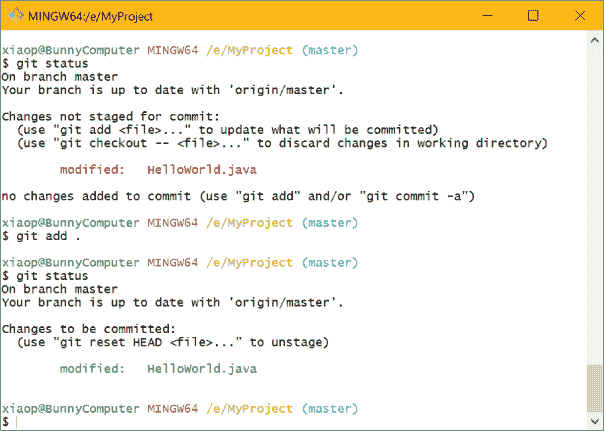 MINGW64:/e/MyProject
xiaop@BunnyComputer MINGW64 /e/MyProject (master)
$ git status
On branch master
Your branch is up to date with 'origin/master'.
Changes not staged for commit:
(use "git add <file>..." to update what will be committed)
(use "git checkout -- <file>..." to discard changes in working directory)
modified: HelloWorld.java
no changes added to commit (use "git add" and/or "git commit -a")
xiaop@BunnyComputer MINGW64 /e/MyProject (master)
$ git add .
xiaop@BunnyComputer MINGW64 /e/MyProject (master)
$ git status
On branch master
Your branch is up to date with 'origin/master'.
Changes to be committed:
(use "git reset HEAD <file>..." to unstage)
modified: HelloWorld.java
xiaop@BunnyComputer MINGW64 /e/MyProject (master)
$